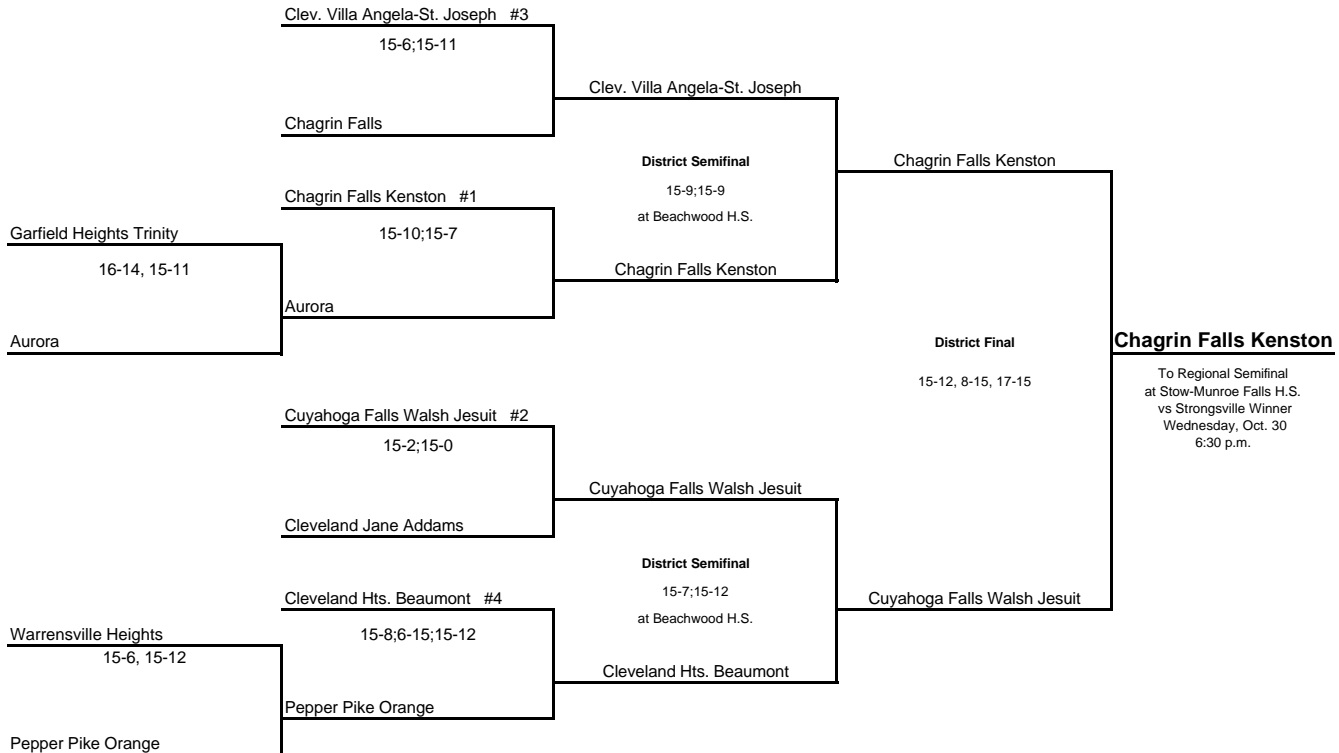 Clev. Villa Angela-St. Joseph #3
15-6;15-11
Clev. Villa Angela-St. Joseph
Chagrin Falls
District Semifinal
Chagrin Falls Kenston
15-9;15-9
Chagrin Falls Kenston #1
at Beachwood H.S.
Garfield Heights Trinity
15-10;15-7
16-14, 15-11
Chagrin Falls Kenston
Aurora
Aurora
District Final
Chagrin Falls Kenston
15-12, 8-15, 17-15
To Regional Semifinal
at Stow-Munroe Falls H.S.
vs Strongsville Winner
Wednesday, Oct. 30
6:30 p.m.
Cuyahoga Falls Walsh Jesuit #2
15-2;15-0
Cuyahoga Falls Walsh Jesuit
Cleveland Jane Addams
District Semifinal
15-7;15-12
at Beachwood H.S.
Cleveland Hts. Beaumont #4
Cuyahoga Falls Walsh Jesuit
Warrensville Heights
15-8;6-15;15-12
15-6, 15-12
Cleveland Hts. Beaumont
Pepper Pike Orange
Pepper Pike Orange